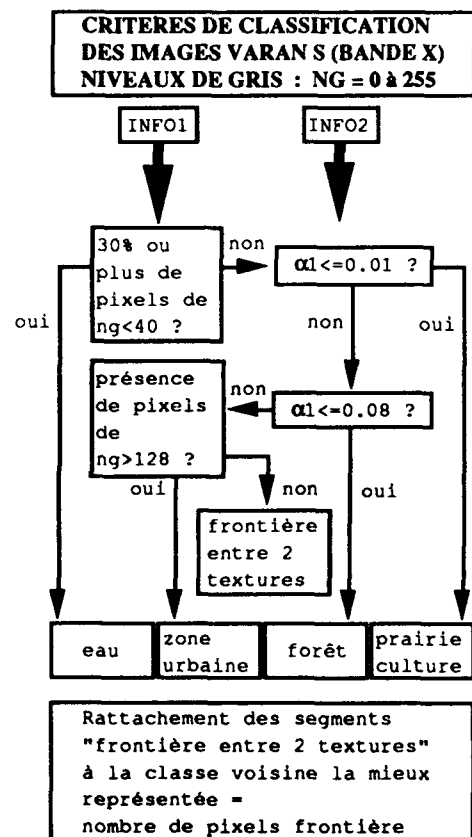 CRITERES DE CLASSIFICATION
DES IMAGES VARAN S (BANDE X)
NIVEAUX DE GRIS : NG = 0 à 255
INFO1
INFO2
30% ou
plus de
pixels de
ng<40 ?
non
α1<=0.01 ?
oui
non
oui
présence
de pixels
de
ng>128 ?
non
α1<=0.08 ?
oui
non
oui
frontière
entre 2
textures
eau
zone
urbaine
forêt
prairie
culture
Rattachement des segments
"frontière entre 2 textures"
à la classe voisine la mieux
représentée =
nombre de pixels frontière